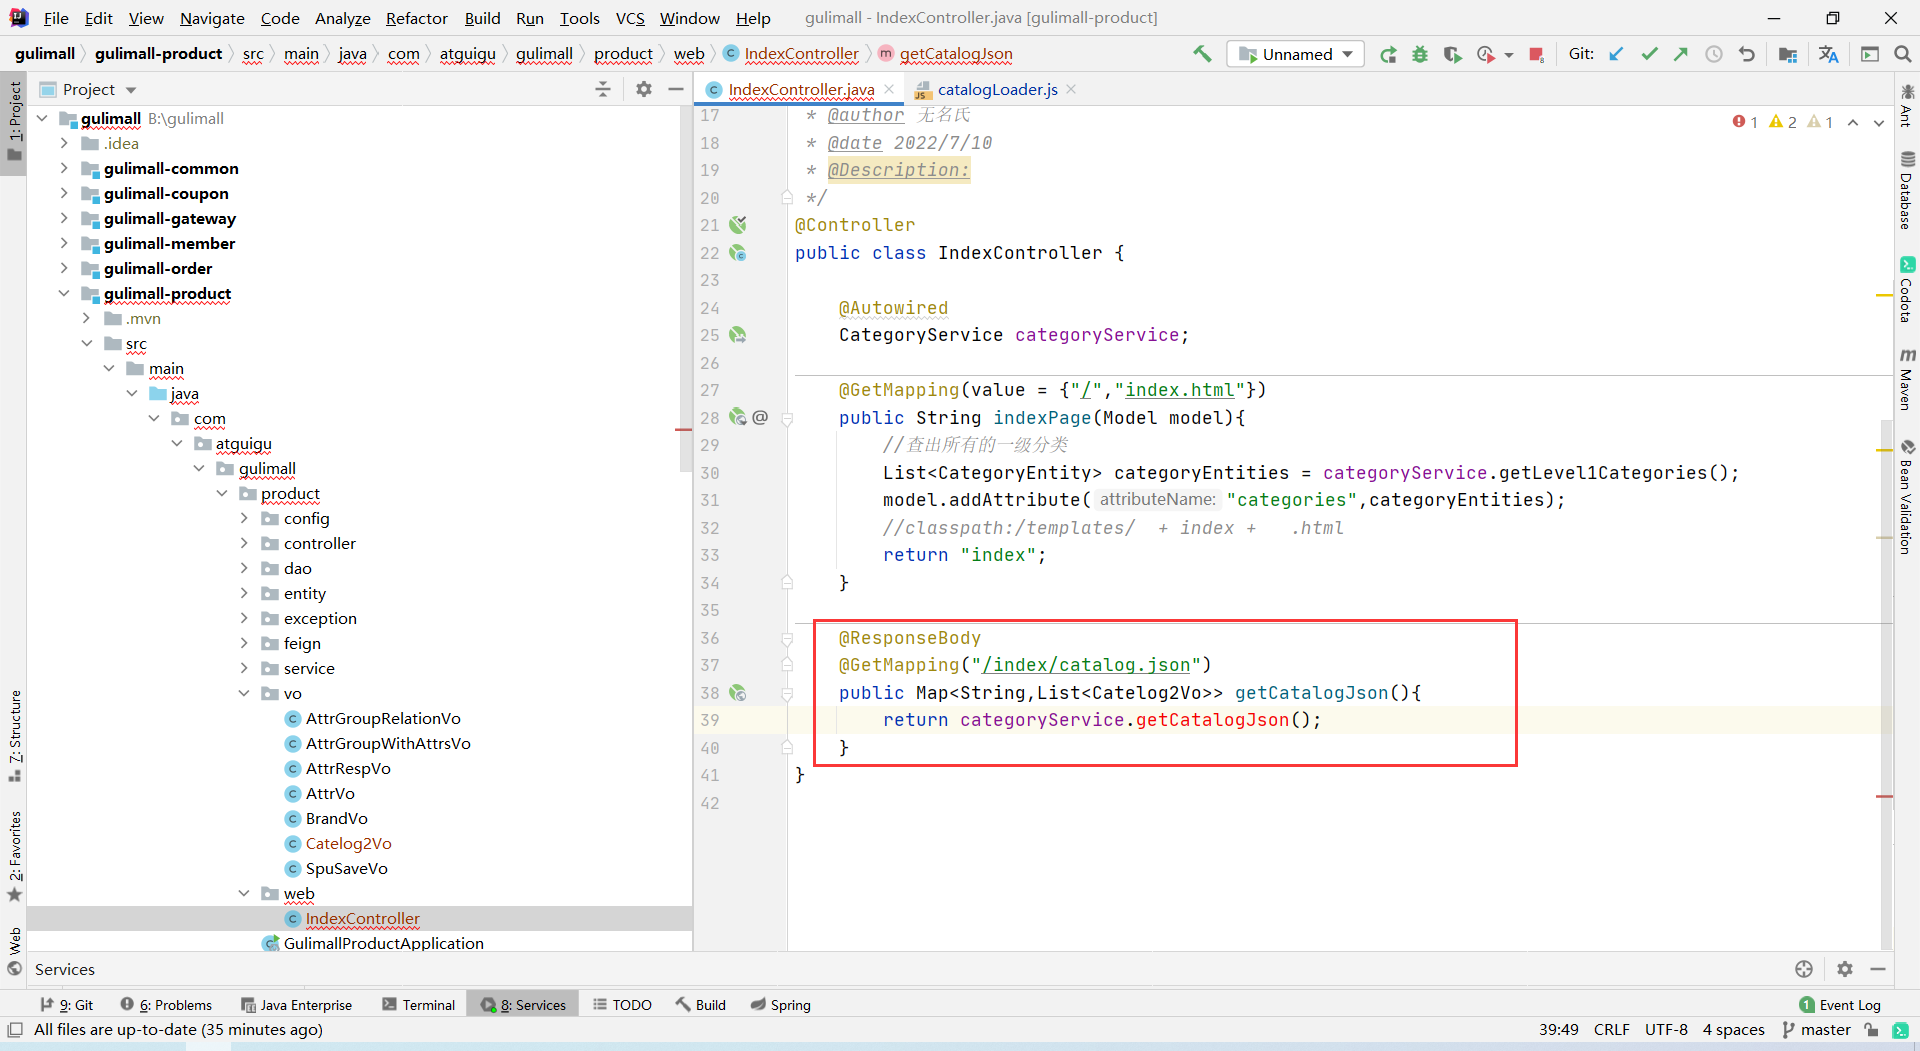 File Edit View Navigate Code Analyze Refactor Build Run Tools VCS Window Help gulimall - IndexController.java [gulimall-product]
gulimall gulimall-product src main java com atguigu gulimall product web IndexController getCatalogJson Unnamed Git:
Project
IndexController.java
catalogLoader.js
1: Project
7: Structure
2: Favorites
Web
gulimall B:\gulimall
.idea
gulimall-common
gulimall-coupon
gulimall-gateway
gulimall-member
gulimall-order
gulimall-product
.mvn
src
main
java
com
atguigu
gulimall
product
config
controller
dao
entity
exception
feign
service
vo
AttrGroupRelationVo
AttrGroupWithAttrsVo
AttrRespVo
AttrVo
BrandVo
Catelog2Vo
SpuSaveVo
web
IndexController
GulimallProductApplication
1 2 1
17 * @author 无名氏
18 * @date 2022/7/10
19 * @Description:
20 */
21 @Controller
22 public class IndexController {
23
24 @Autowired
25 CategoryService categoryService;
26
27 @GetMapping(value = {"/","index.html"})
28 @ public String indexPage(Model model){
29 //查出所有的一级分类
30 List<CategoryEntity> categoryEntities = categoryService.getLevel1Categories();
31 model.addAttribute( attributeName: "categories",categoryEntities);
32 //classpath:/templates/ + index + .html
33 return "index";
34 }
35
36 @ResponseBody
37 @GetMapping("/index/catalog.json")
38 public Map<String,List<Catelog2Vo>> getCatalogJson(){
39 return categoryService.getCatalogJson();
40 }
41 }
42
Ant
Database
Codota
Maven
Bean Validation
Services
9: Git 6: Problems Java Enterprise Terminal 8: Services TODO Build Spring 1 Event Log
All files are up-to-date (35 minutes ago) 39:49 CRLF UTF-8 4 spaces master